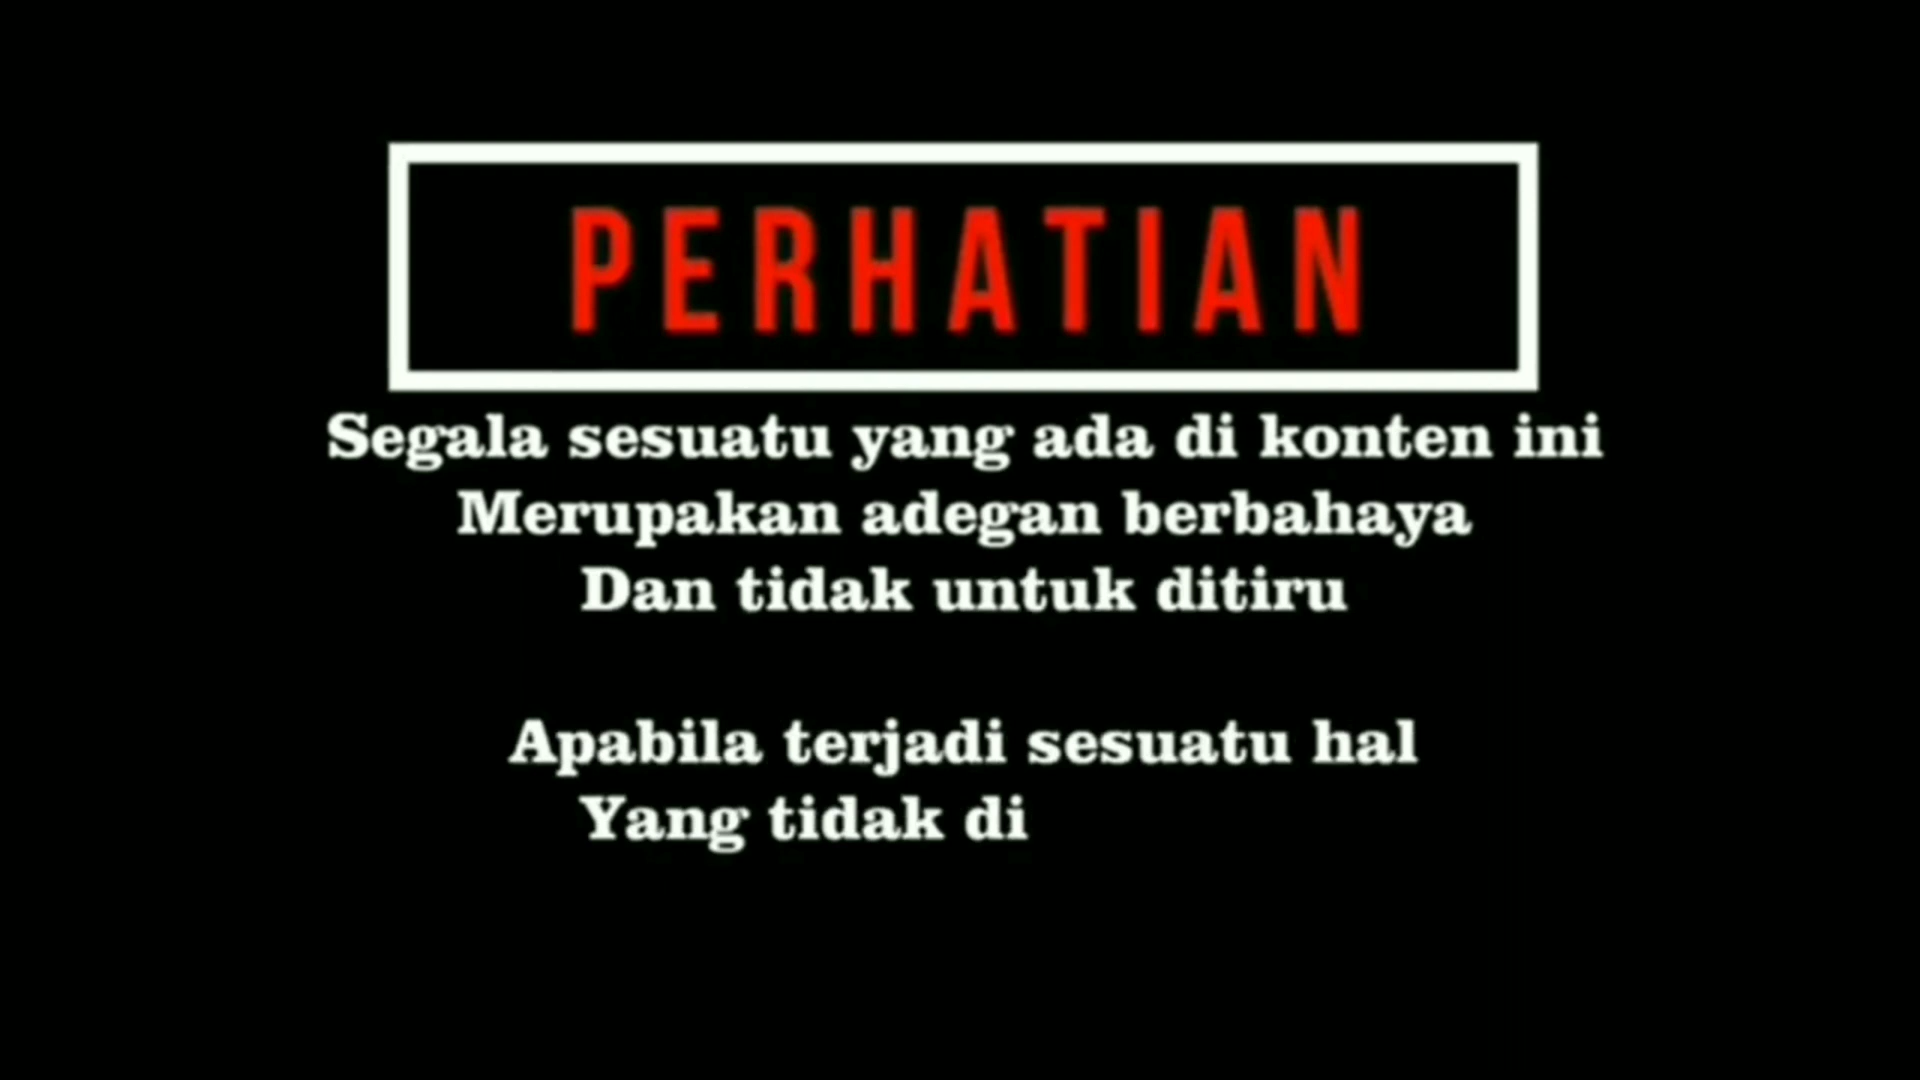 PERHATIAN
Segala sesuatu yang ada di konten ini
Merupakan adegan berbahaya
Dan tidak untuk ditiru
Apabila terjadi sesuatu hal
Yang tidak di